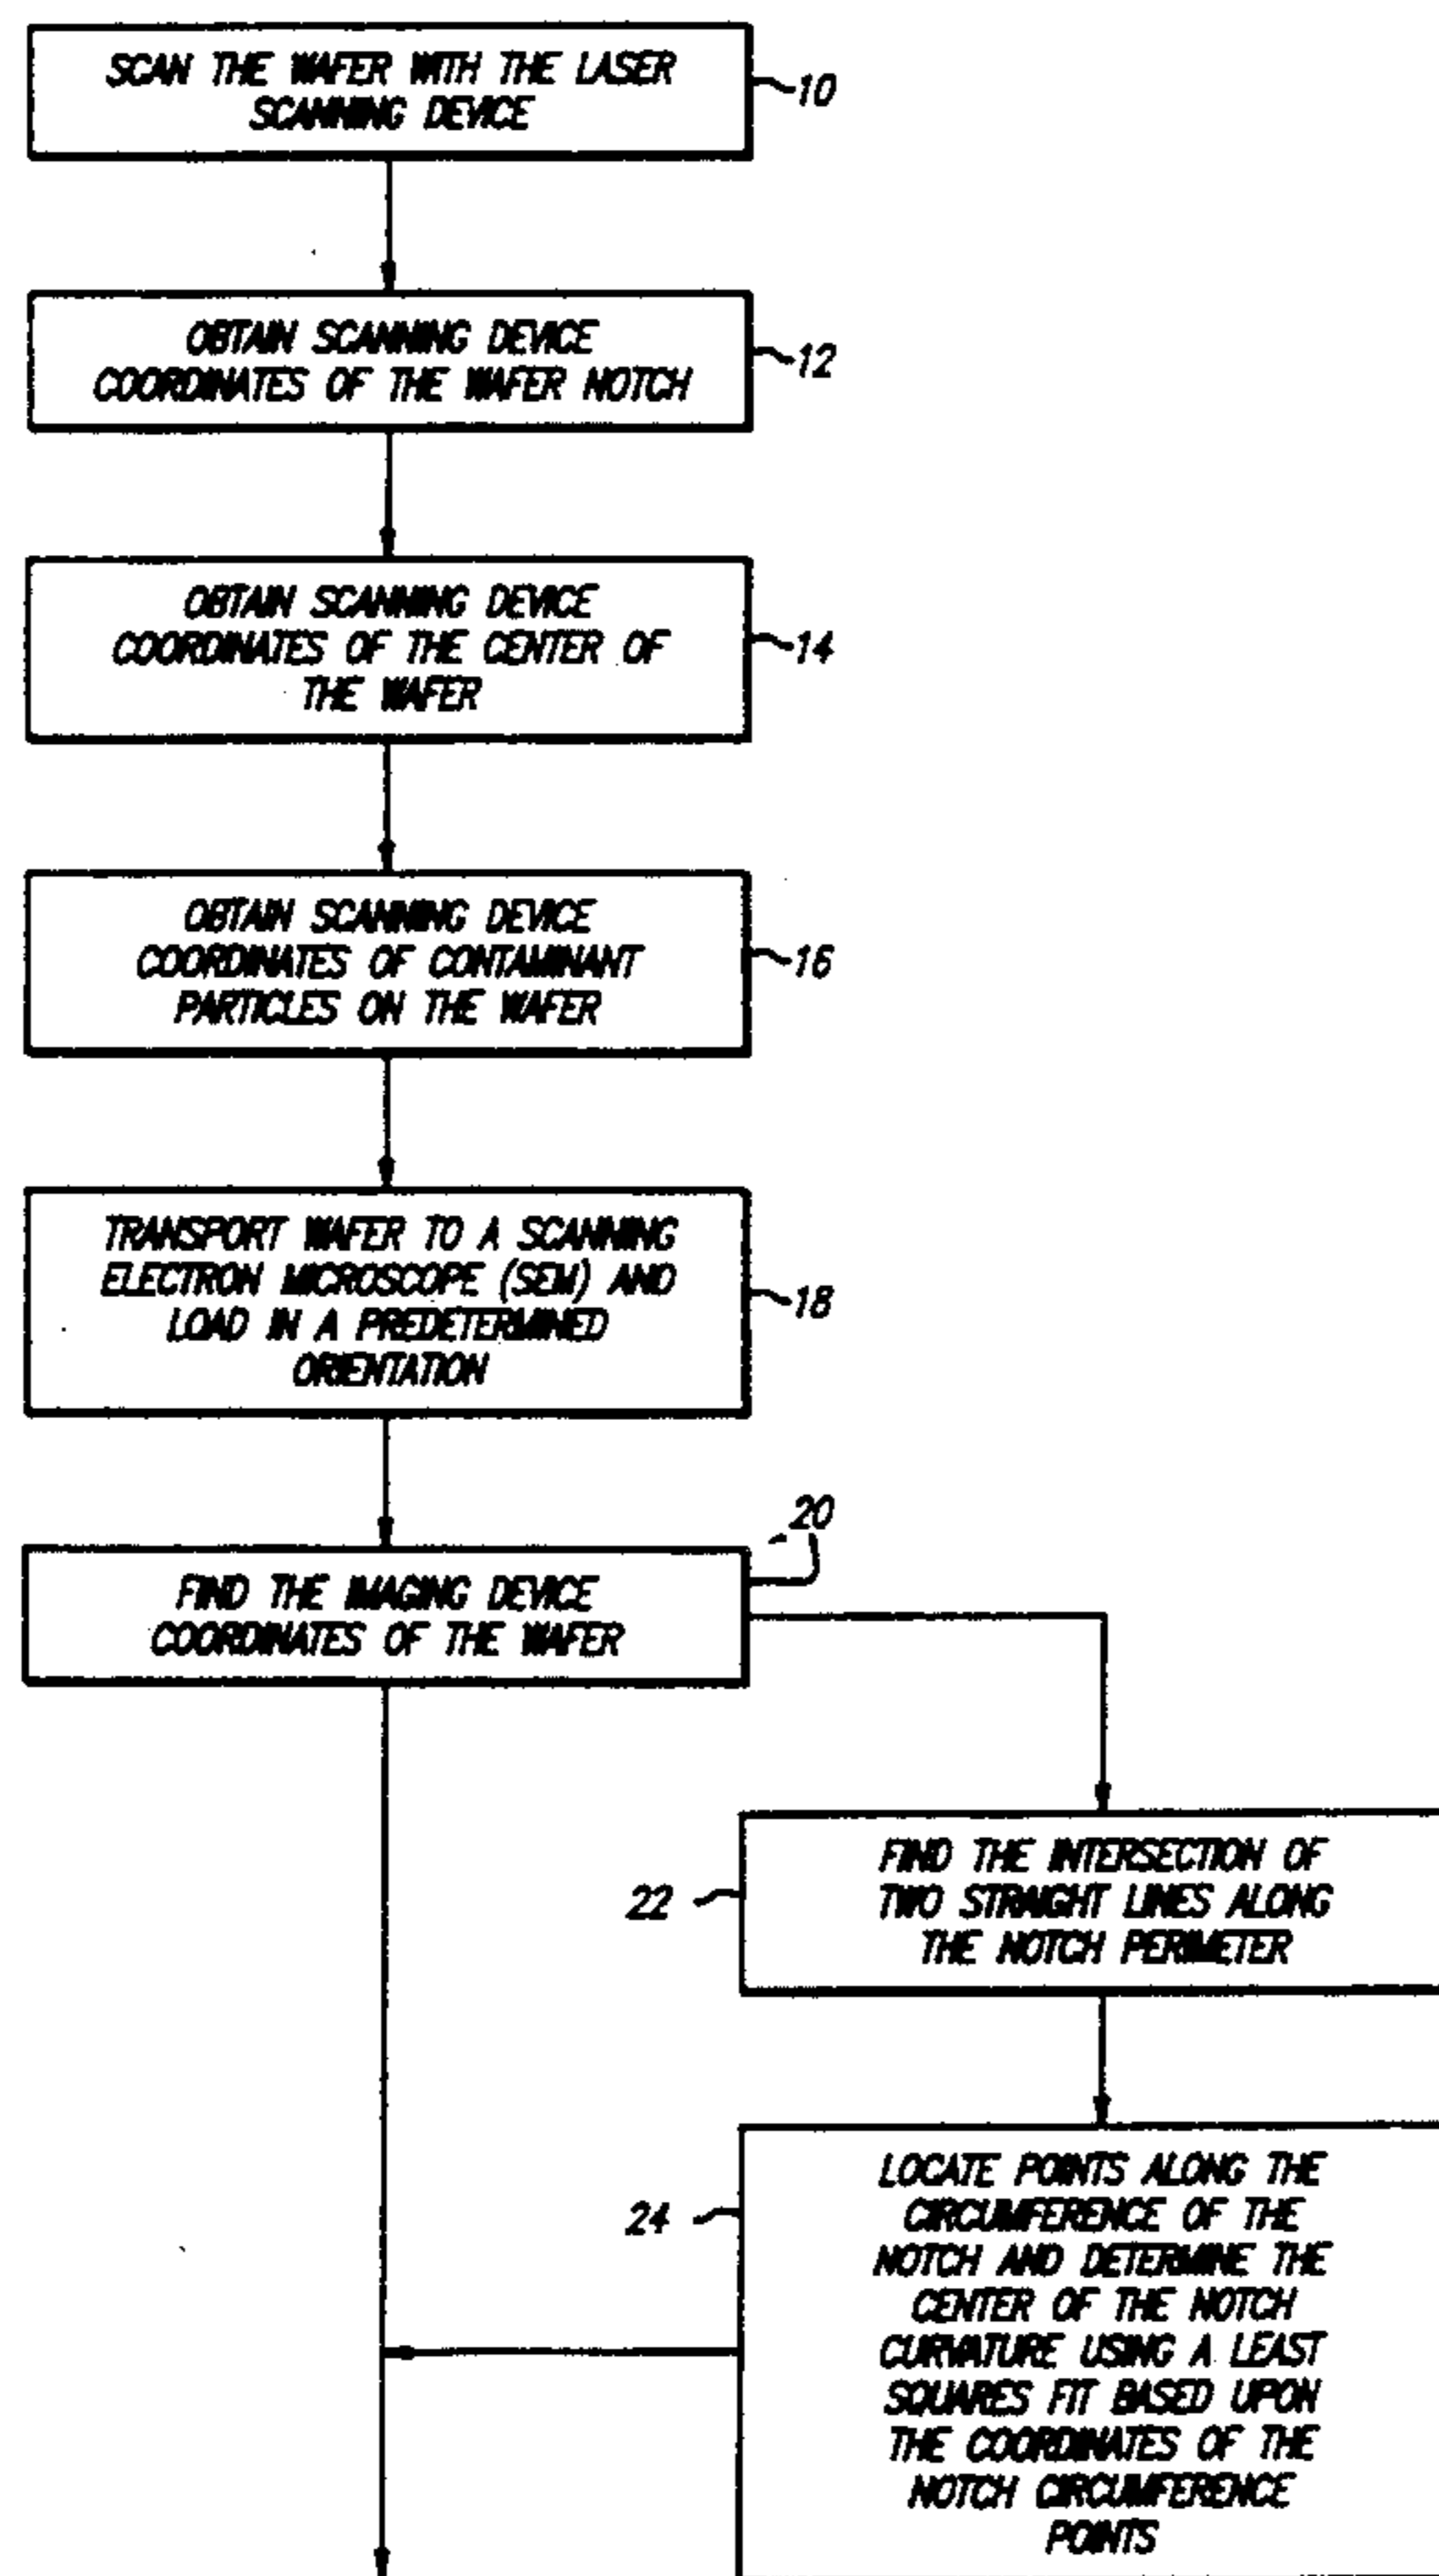 SCAN THE WAFER WITH THE LASER
SCANNING DEVICE
10
OBTAIN SCANNING DEVICE
COORDINATES OF THE WAFER NOTCH
12
OBTAIN SCANNING DEVICE
COORDINATES OF THE CENTER OF
THE WAFER
14
OBTAIN SCANNING DEVICE
COORDINATES OF CONTAMINANT
PARTICLES ON THE WAFER
16
TRANSPORT WAFER TO A SCANNING
ELECTRON MICROSCOPE (SEM) AND
LOAD IN A PREDETERMINED
ORIENTATION
18
20
FIND THE IMAGING DEVICE
COORDINATES OF THE WAFER
22
FIND THE INTERSECTION OF
TWO STRAIGHT LINES ALONG
THE NOTCH PERIMETER
24
LOCATE POINTS ALONG THE
CIRCUMFERENCE OF THE
NOTCH AND DETERMINE THE
CENTER OF THE NOTCH
CURVATURE USING A LEAST
SQUARES FIT BASED UPON
THE COORDINATES OF THE
NOTCH CIRCUMFERENCE
POINTS